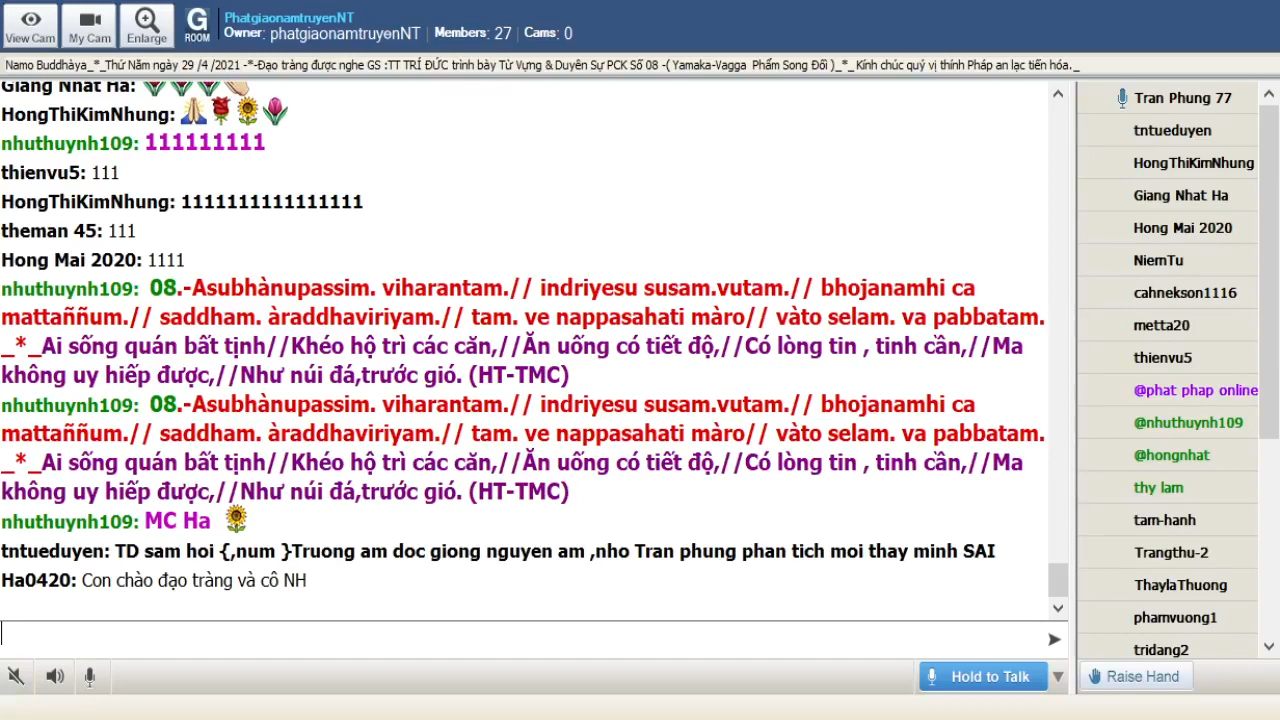 View Cam
My Cam
Enlarge
G
ROOM
PhatgiaonamtruyenNT
Owner: phatgiaonamtruyenNT | Members: 27 | Cams: 0
Namo Buddhàya_*_Thứ Năm ngày 29 /4 /2021 -*-Đạo tràng được nghe GS :TT TRÍ ĐỨC trình bày Từ Vựng & Duyên Sự PCK Số 08 -( Yamaka-Vagga Phẩm Song Đối )_*_ Kính chúc quý vị thính Pháp an lạc tiến hóa._
Giang Nhat Ha:
HongThiKimNhung:
nhuthuynh109: 111111111
thienvu5: 111
HongThiKimNhung: 1111111111111111
theman 45: 111
Hong Mai 2020: 1111
nhuthuynh109: 08.-Asubhànupassim. viharantam.// indriyesu susam.vutam.// bhojanamhi ca
mattaññum.// saddham. àraddhaviriyam.// tam. ve nappasahati màro// vàto selam. va pabbatam.
_*_Ai sống quán bất tịnh//Khéo hộ trì các căn,//Ăn uống có tiết độ,//Có lòng tin , tinh cần,//Ma
không uy hiếp được,//Như núi đá,trước gió. (HT-TMC)
nhuthuynh109: 08.-Asubhànupassim. viharantam.// indriyesu susam.vutam.// bhojanamhi ca
mattaññum.// saddham. àraddhaviriyam.// tam. ve nappasahati màro// vàto selam. va pabbatam.
_*_Ai sống quán bất tịnh//Khéo hộ trì các căn,//Ăn uống có tiết độ,//Có lòng tin , tinh cần,//Ma
không uy hiếp được,//Như núi đá,trước gió. (HT-TMC)
nhuthuynh109: MC Ha
tntueduyen: TD sam hoi {,num }Truong am doc giong nguyen am ,nho Tran phung phan tich moi thay minh SAI
Ha0420: Con chào đạo tràng và cô NH
Hold to Talk
Tran Phung 77
tntueduyen
HongThiKimNhung
Giang Nhat Ha
Hong Mai 2020
NiemTu
cahnekson1116
metta20
thienvu5
@phat phap online
@nhuthuynh109
@hongnhat
thy lam
tam-hanh
Trangthu-2
ThaylaThuong
phamvuong1
tridang2
Raise Hand